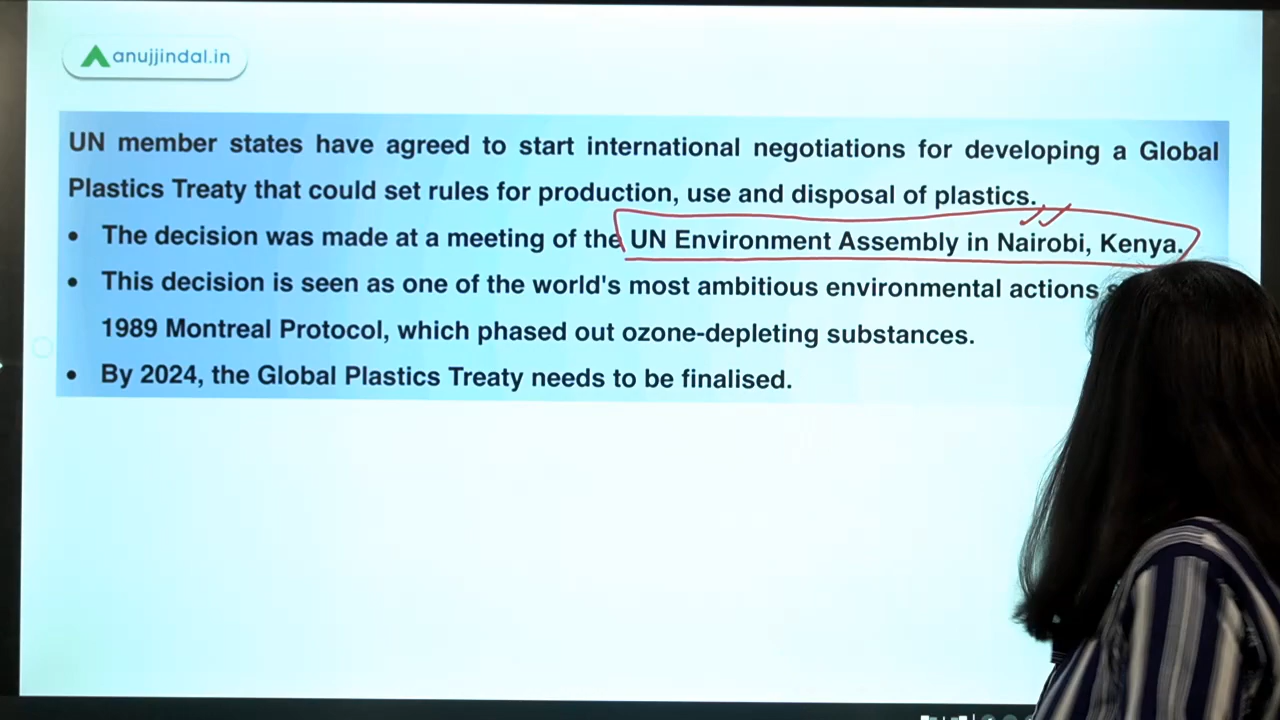 anujjindal.in
UN member states have agreed to start international negotiations for developing a Global
Plastics Treaty that could set rules for production, use and disposal of plastics.
• The decision was made at a meeting of the UN Environment Assembly in Nairobi, Kenya.
• This decision is seen as one of the world's most ambitious environmental actions
1989 Montreal Protocol, which phased out ozone-depleting substances.
• By 2024, the Global Plastics Treaty needs to be finalised.